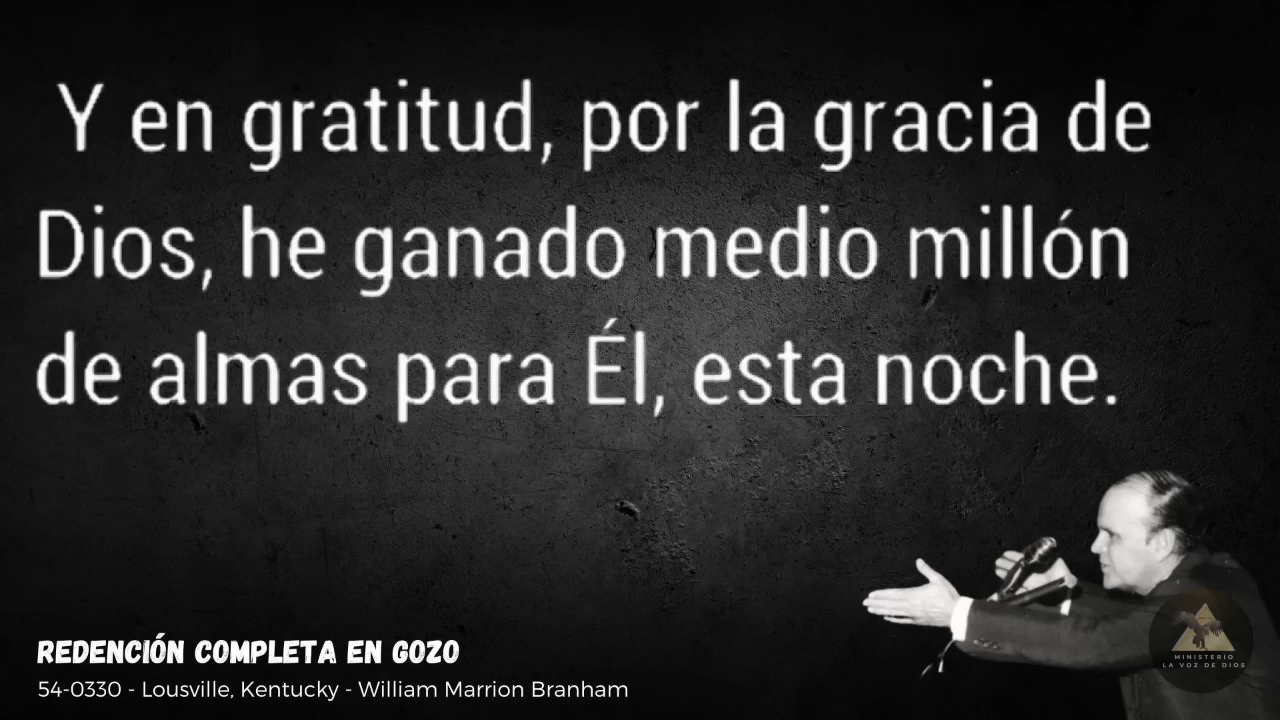 Y en gratitud, por la gracia de
Dios, he ganado medio millón
de almas para Él, esta noche.
REDENCIÓN COMPLETA EN GOZO
54-0330 - Lousville, Kentucky - William Marrion Branham
MINISTERIO
LA VOZ DE DIOS